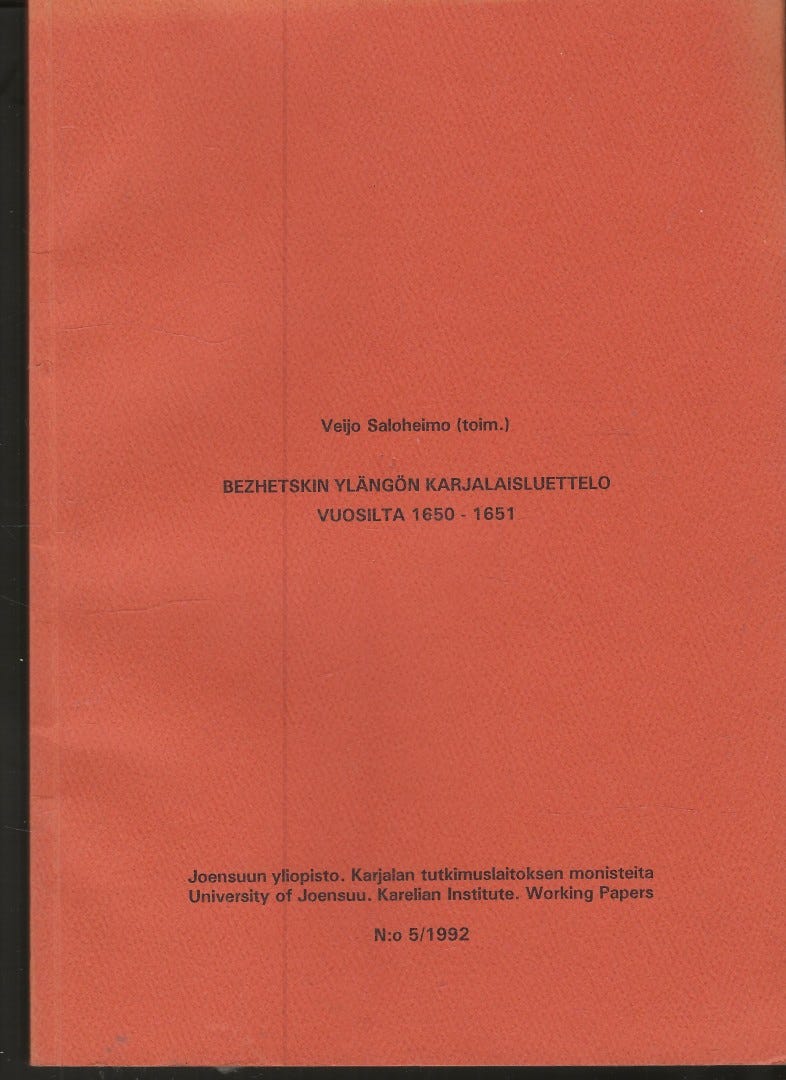 Veijo Saloheimo (toim.)
BEZHETSKIN YLÄNGÖN KARJALAISLUETTELO
VUOSILTA 1650 - 1651
Joensuun yliopisto. Karjalan tutkimuslaitoksen monisteita
University of Joensuu. Karelian Institute. Working Papers
N:o 5/1992